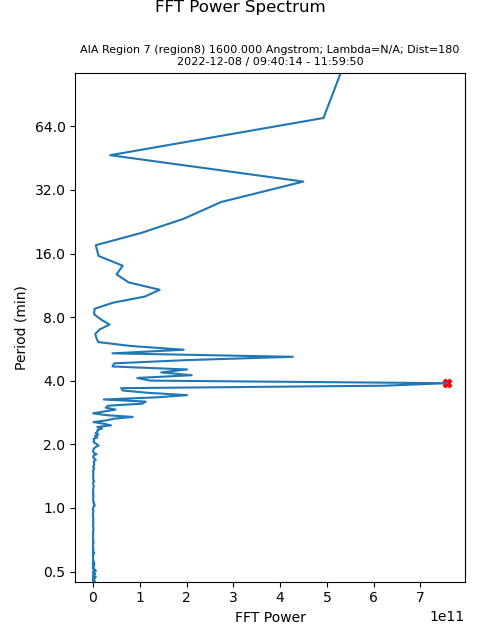 FFT Power Spectrum
AIA Region 7 (region8) 1600.000 Angstrom; Lambda=N/A; Dist=180
2022-12-08 / 09:40:14 - 11:59:50
64.0
32.0
16.0
8.0
4.0
2.0
1.0
0.5
Period (min)
0 1 2 3 4 5 6 7
1e11
FFT Power